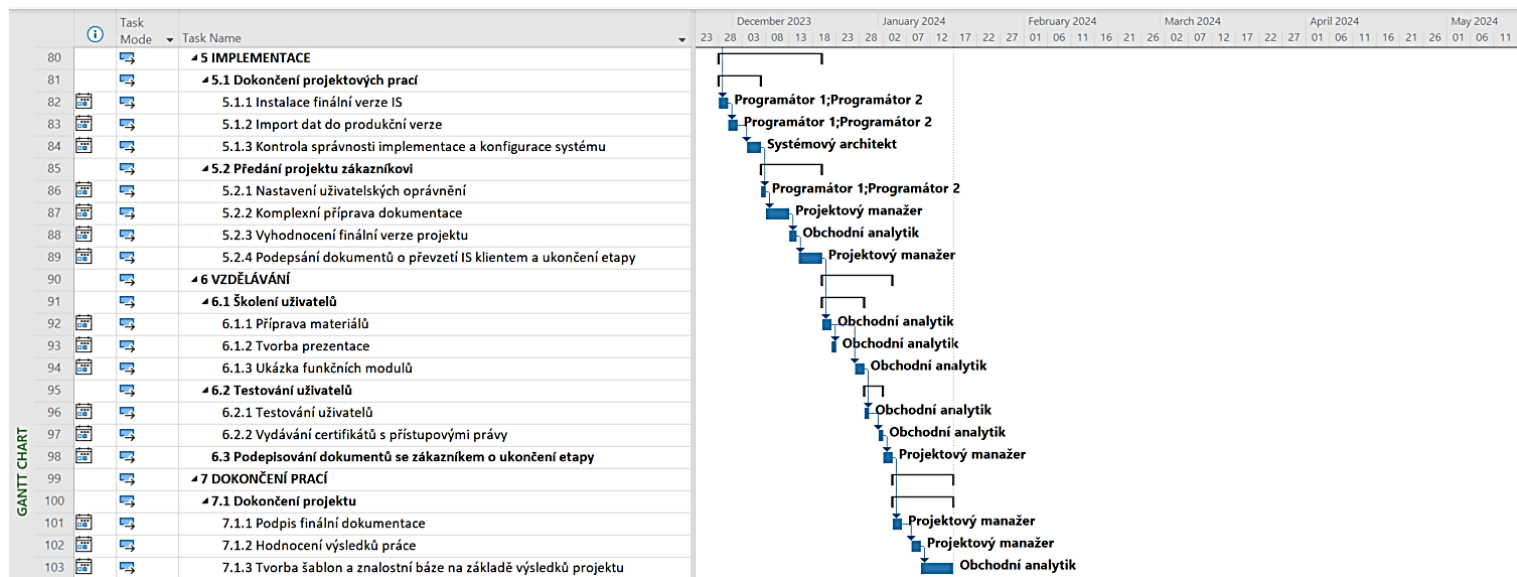 Task Mode
Task Name
December 2023 January 2024 February 2024 March 2024 April 2024 May 2024
23 28 03 08 13 18 23 28 02 07 12 17 22 27 01 06 11 16 21 26 02 07 12 17 22 27 01 06 11 16 21 26 01 06 11
80 5 IMPLEMENTACE
81 5.1 Dokončení projektových prací
82 5.1.1 Instalace finální verze IS Programátor 1;Programátor 2
83 5.1.2 Import dat do produkční verze Programátor 1;Programátor 2
84 5.1.3 Kontrola správnosti implementace a konfigurace systému Systémový architekt
85 5.2 Předání projektu zákazníkovi
86 5.2.1 Nastavení uživatelských oprávnění Programátor 1;Programátor 2
87 5.2.2 Komplexní příprava dokumentace Projektový manažer
88 5.2.3 Vyhodnocení finální verze projektu Obchodní analytik
89 5.2.4 Podepsání dokumentů o převzetí IS klientem a ukončení etapy Projektový manažer
90 6 VZDĚLÁVÁNÍ
91 6.1 Školení uživatelů
92 6.1.1 Příprava materiálů Obchodní analytik
93 6.1.2 Tvorba prezentace Obchodní analytik
94 6.1.3 Ukázka funkčních modulů Obchodní analytik
95 6.2 Testování uživatelů
96 6.2.1 Testování uživatelů Obchodní analytik
97 6.2.2 Vydávání certifikátů s přístupovými právy Obchodní analytik
98 6.3 Podepisování dokumentů se zákazníkem o ukončení etapy Projektový manažer
99 7 DOKONČENÍ PRACÍ
100 7.1 Dokončení projektu
101 7.1.1 Podpis finální dokumentace Projektový manažer
102 7.1.2 Hodnocení výsledků práce Projektový manažer
103 7.1.3 Tvorba šablon a znalostní báze na základě výsledků projektu Obchodní analytik
GANTT CHART